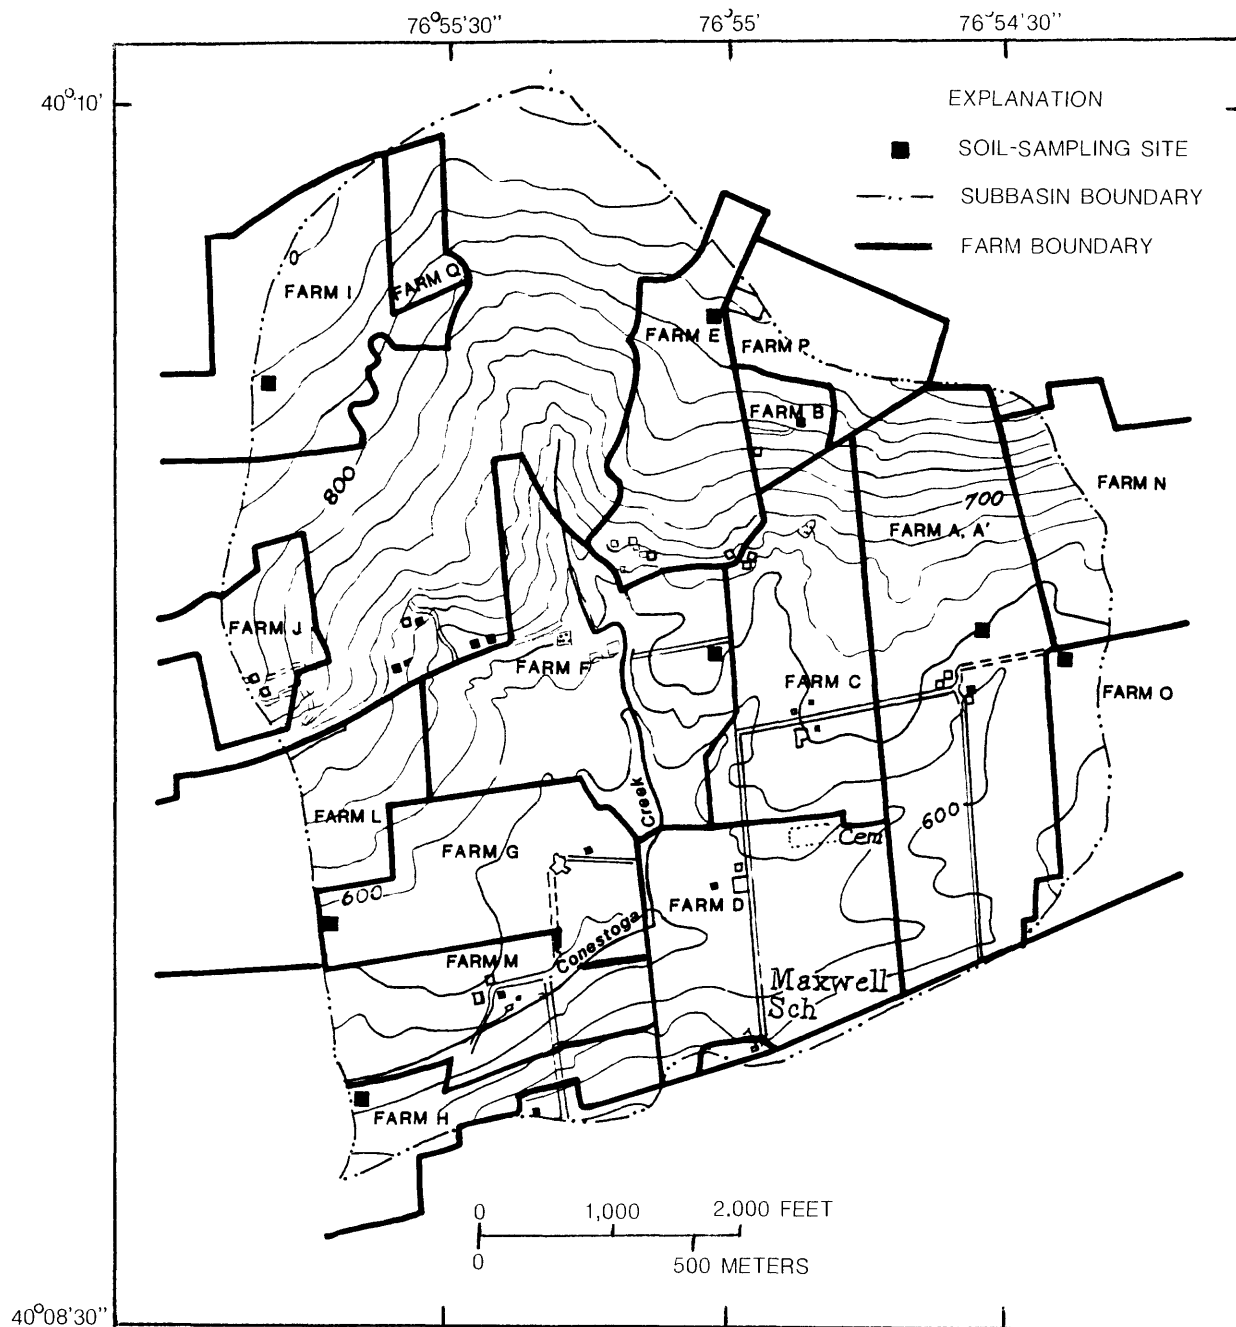 76°55'30" 76°55' 76°54'30"
40°10'
EXPLANATION
SOIL-SAMPLING SITE
SUBBASIN BOUNDARY
FARM BOUNDARY
FARM I
FARM Q
FARM E
FARM P
FARM B
800
FARM N
700
FARM A, A'
FARM J
FARM F
FARM C
FARM O
FARM L
Creek
600
Cem
FARM G
600
FARM D
Conestoga
FARM M
Maxwell
Sch
FARM H
0 1,000 2.000 FEET
0 500 METERS
40°08'30"